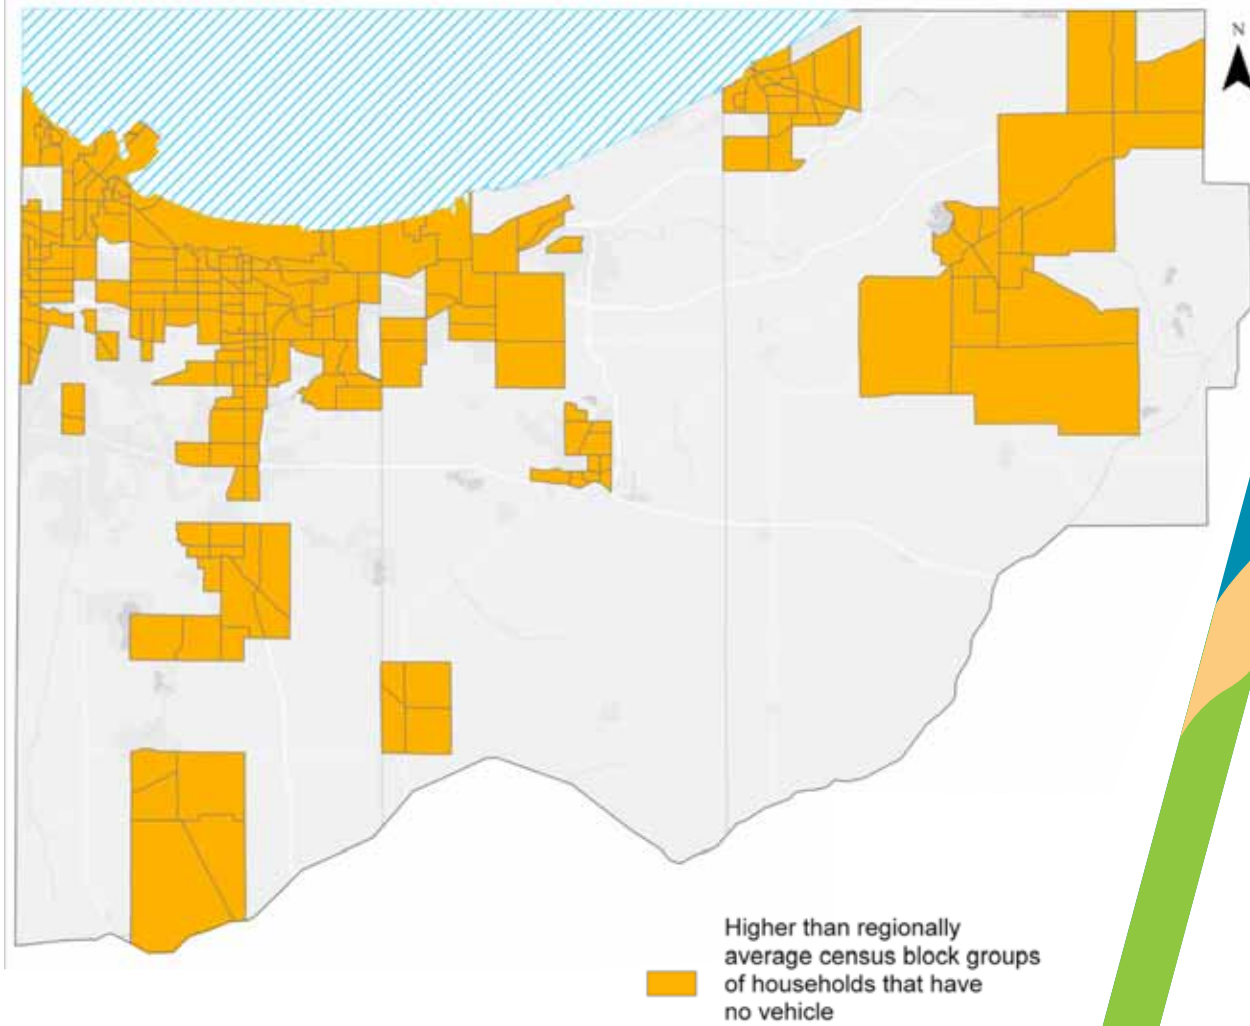 N
Higher than regionally
average census block groups
of households that have
no vehicle